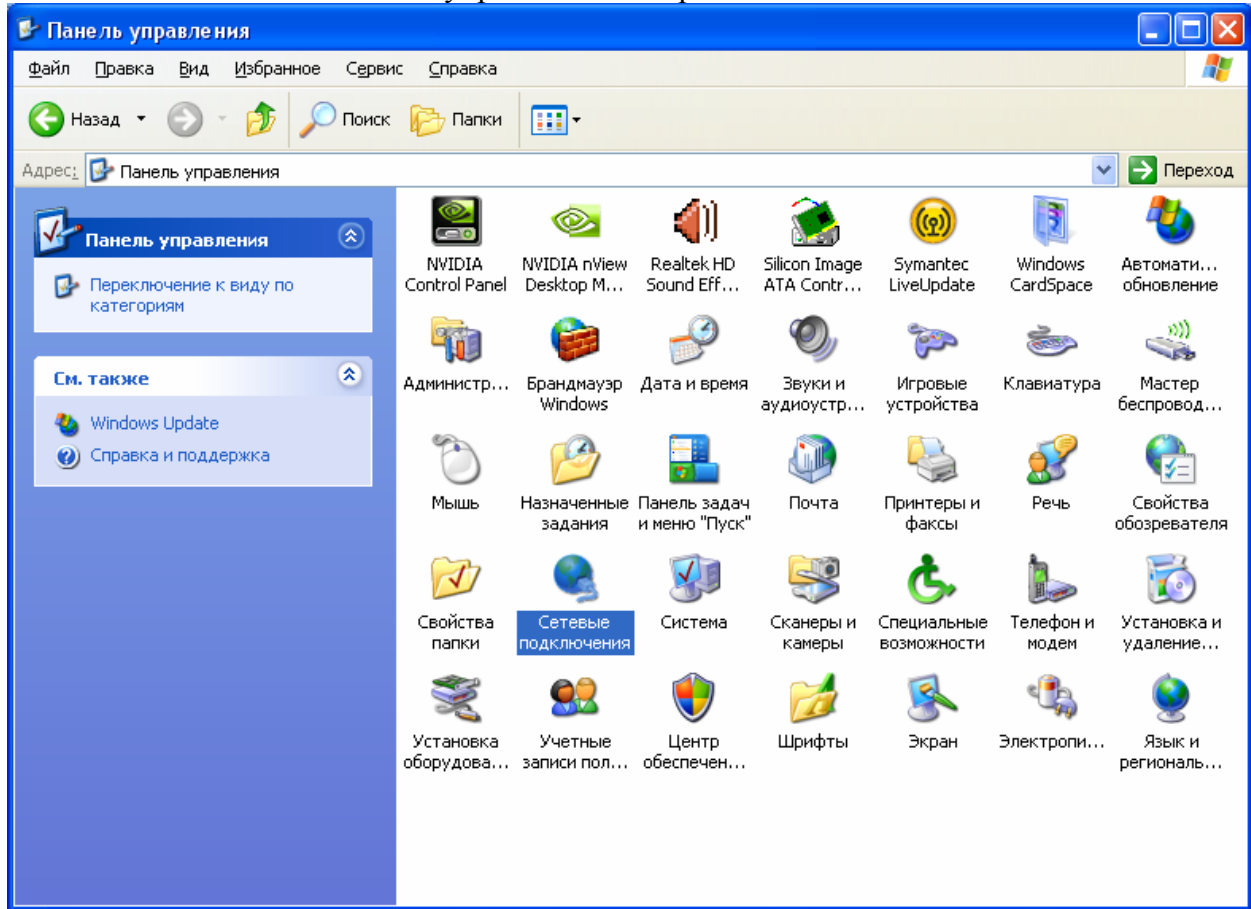 Панель управления
Файл Правка Вид Избранное Сервис Справка
Назад Поиск Папки
Адрес: Панель управления Переход
Панель управления
Переключение к виду по
категориям
См. также
Windows Update
Справка и поддержка
NVIDIA NVIDIA nView Realtek HD Silicon Image Symantec Windows Автомати...
Control Panel Desktop M... Sound Eff... ATA Contr... LiveUpdate CardSpace обновление
Администр... Брандмауэр Дата и время Звуки и Игровые Клавиатура Мастер
Windows аудиоустр... устройства беспровод...
Мышь Назначенные Панель задач Почта Принтеры и Речь Свойства
задания и меню "Пуск" факсы обозревателя
Свойства Сетевые Система Сканеры и Специальные Телефон и Установка и
папки подключения камеры возможности модем удаление...
Установка Учетные Центр Шрифты Экран Электропи... Язык и
оборудова... записи пол... обеспечен... региональ...